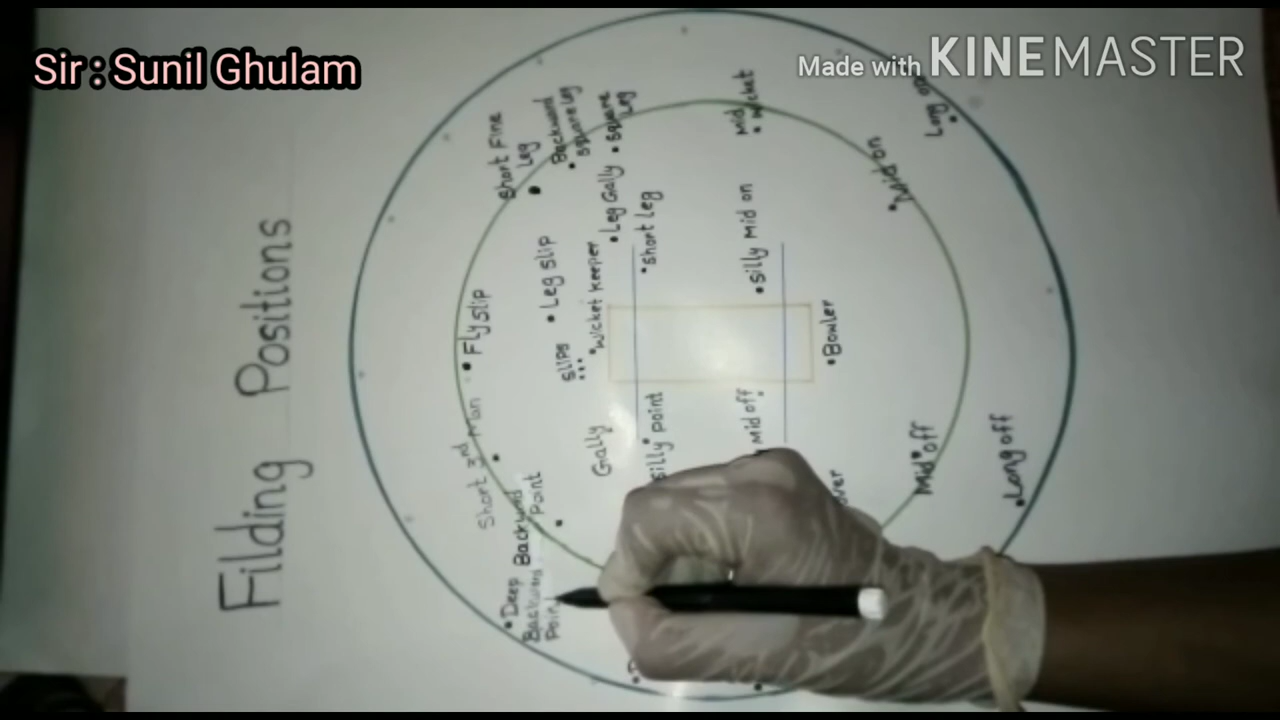 Sir : Sunil Ghulam
Made with KINEMASTER
Filding Positions
Short Fine
Leg
Backward
square leg
square
Leg
Mid
wicket
Long on
Mid on
Leg Gally
short leg
silly mid on
Leg slip
wicket keeper
Fly slip
slips
Bowler
Short 3rd Man
Gally
silly point
Mid off
Mid off
Long off
Backward
Point
Deep
Backward
Point